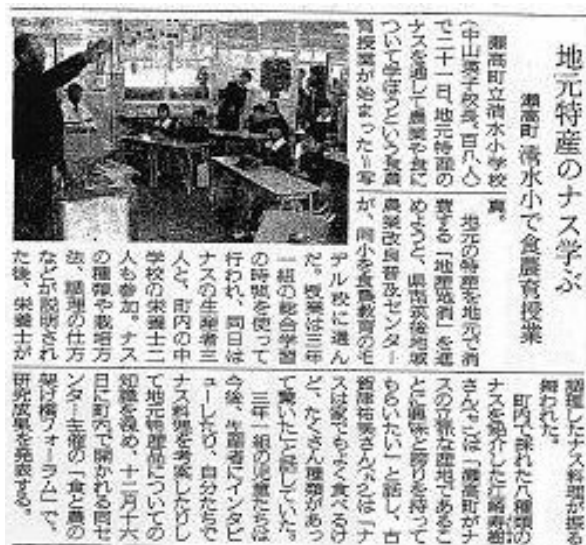 地元特産のナス学ぶ
瀬高町 清水小で食農育授業
瀬高町立清水小学校
(中山英子校長、百八人)
で二十一日、地元特産の
ナスを通して農業や食に
ついて学ぼうという食農
育授業が始まった=写
真。
地元の特産を地元で消
費する「地産地消」を進
めようと、県南筑後地域
農業改良普及センター
が、同小を食農教育のモ
デル校に選ん
だ。授業は三年
一組の総合学習
の時間を使って
行われ、同日は
ナスの生産者三
人と、町内の中
学校の栄養士二
人も参加。ナス
の種類や栽培方
法、調理の仕方
などが説明され
た後、栄養士が
調理したナスが振る
舞われた。
町内で採れた八種類の
ナスを紹介した江崎
さんは「瀬高町がナ
スの立派な産地であるこ
とに興味と誇りを持って
もらいたい」と話し、古
祐美さんは「ナ
スは家でもよく食べるけ
ど、たくさん種類があっ
て驚いた」と話していた。
三年一組の児童たちは
今後、生産者にインタビ
ューしたり、自分たちで
ナス料理を考案したりし
て地元特産品についての
知識を深め、十二月十六
日に町内で開かれる同セ
ンター主催の「食と農の
架け橋フォーラム」で、
研究成果を発表する。